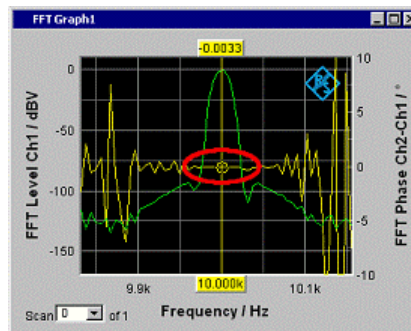 FFT Graph1
-0.0033
0
-50
-100
-150
FFT Level Ch1 / dBV
10
5
0
-5
-10
FFT Phase Ch2-Ch1 / °
9.9k
10.000k
10.1k
Frequency / Hz
Scan 0 of 1